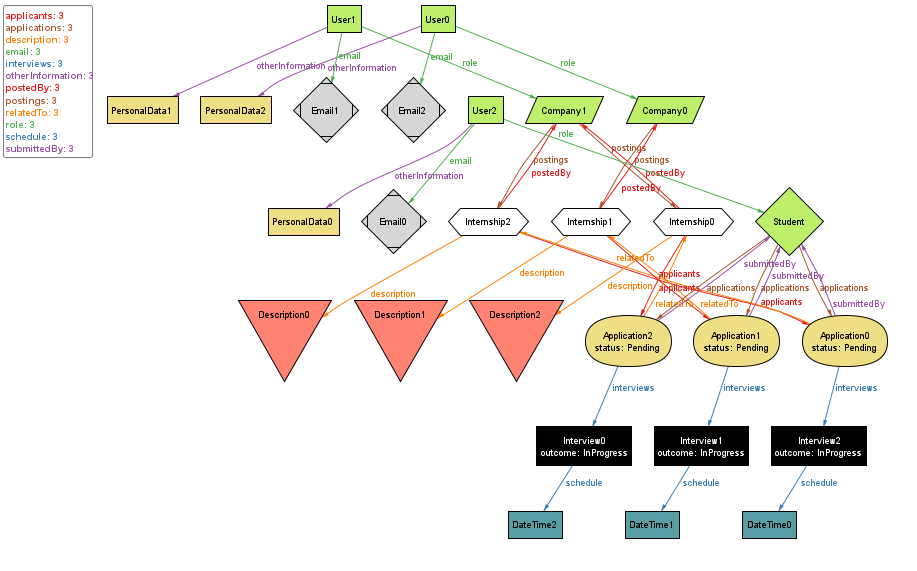 applicants: 3
applications: 3
description: 3
email: 3
interviews: 3
otherInformation: 3
postedBy: 3
postings: 3
relatedTo: 3
role: 3
schedule: 3
submittedBy: 3
User1
User0
email
email
otherInformation
otherInformation
role
role
PersonalData1
PersonalData2
Email1
Email2
User2
Company1
Company0
role
postings
postings
email
postedBy
postedBy
otherInformation
postedBy
PersonalData0
Email0
Internship2
Internship1
Internship0
Student
relatedTo
submittedBy
description
applicants
submittedBy
description
applicants
applications
applications
applications
description
relatedTo
relatedTo
applicants
submittedBy
Description0
Description1
Description2
Application2
status: Pending
Application1
status: Pending
Application0
status: Pending
interviews
interviews
interviews
Interview0
outcome: InProgress
Interview1
outcome: InProgress
Interview2
outcome: InProgress
schedule
schedule
schedule
DateTime2
DateTime1
DateTime0